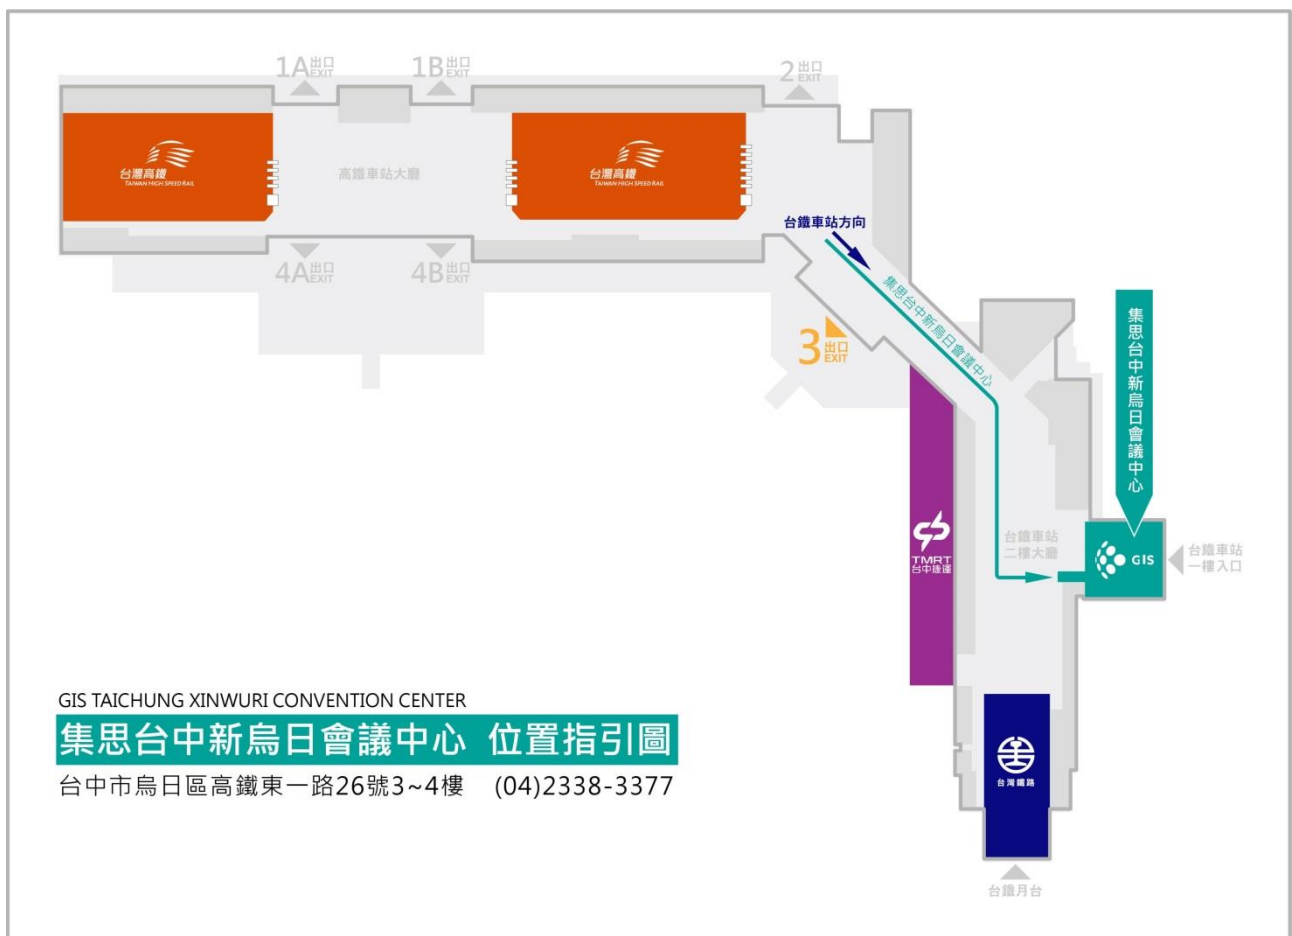 1A出口
EXIT
1B出口
EXIT
2出口
EXIT
台灣高鐵
TAIWAN HIGH SPEED RAIL
高鐵車站大廳
台灣高鐵
TAIWAN HIGH SPEED RAIL
台鐵車站方向
4A出口
EXIT
4B出口
EXIT
3出口
EXIT
集思台中新烏日會議中心
集思台中新烏日會議中心
TMRT
台中捷運
台鐵車站
二樓大廳
GIS
台鐵車站
一樓入口
GIS TAICHUNG XINWURI CONVENTION CENTER
集思台中新烏日會議中心 位置指引圖
台中市烏日區高鐵東一路26號3~4樓 (04)2338-3377
台灣鐵路
台鐵月台